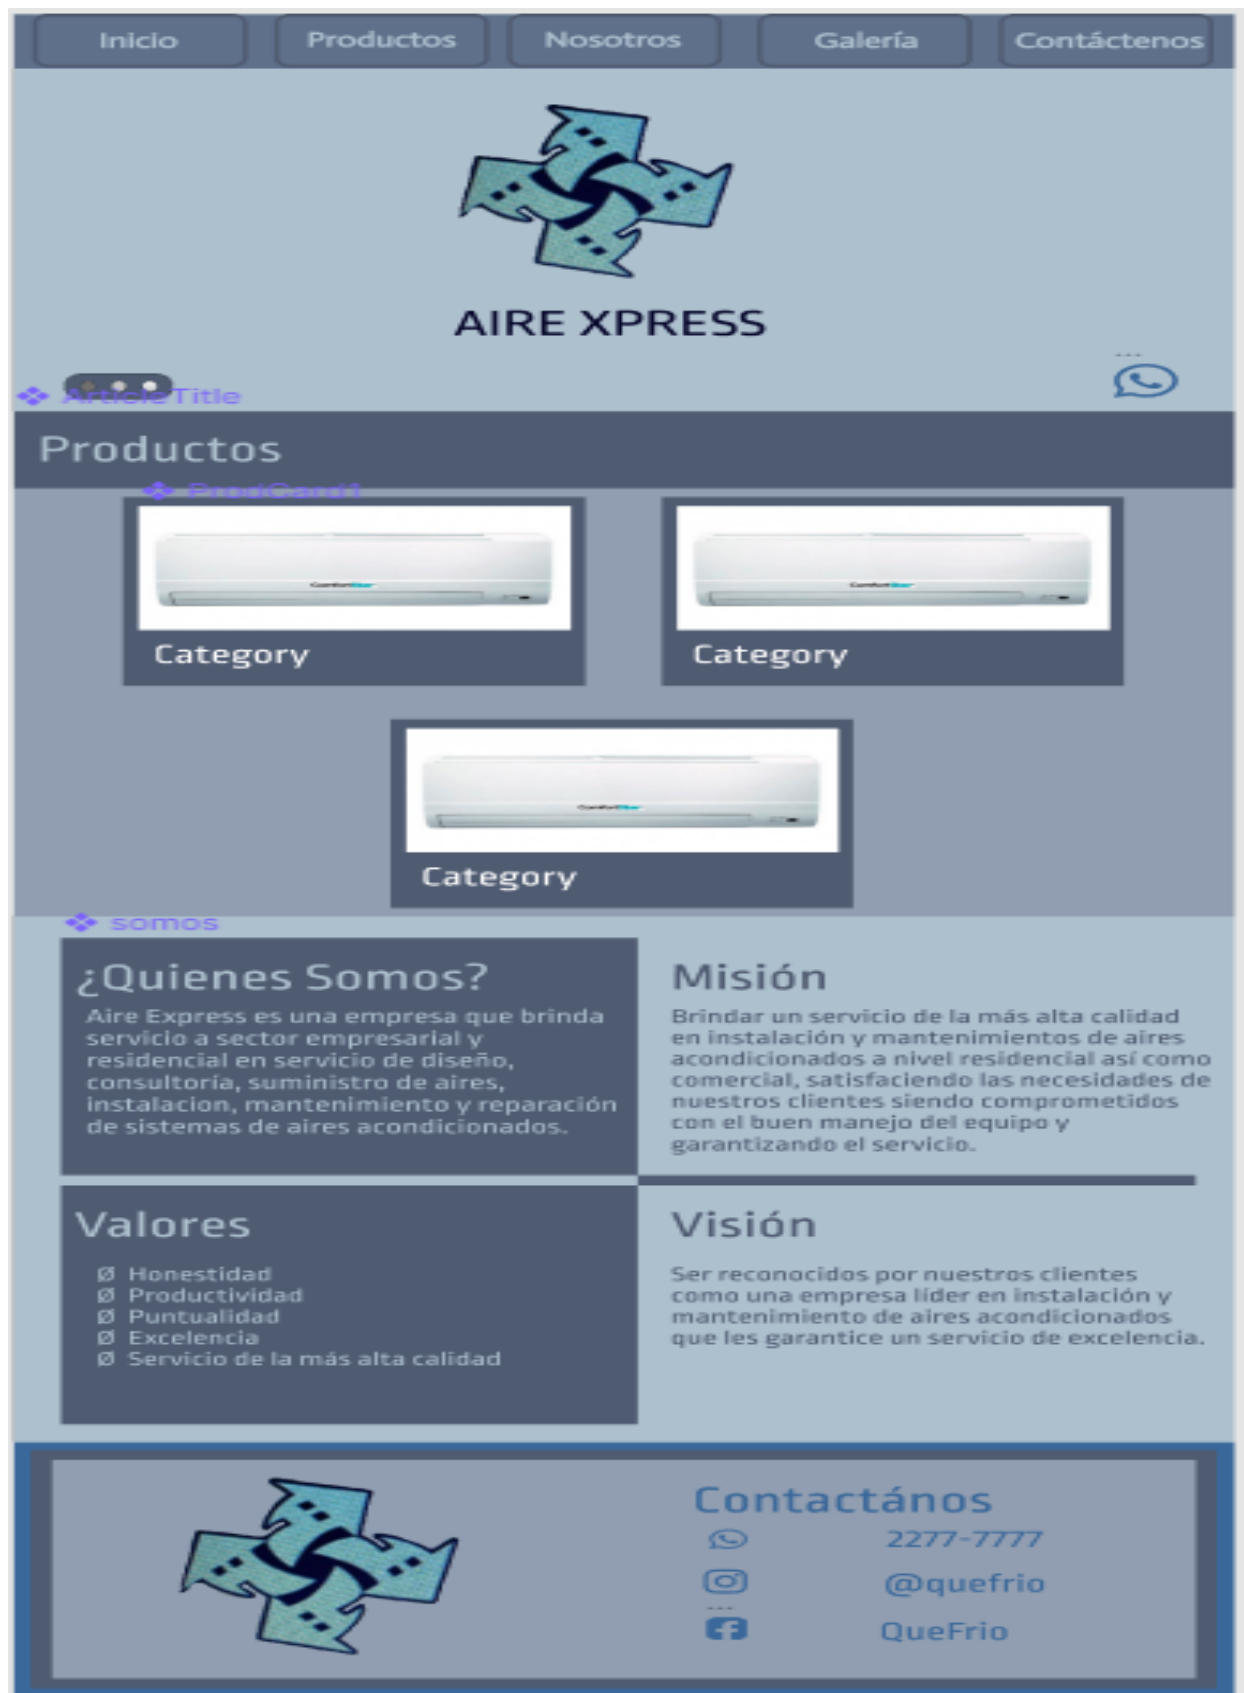 Inicio Productos Nosotros Galería Contáctenos
AIRE XPRESS
ArticleTitle
Productos
ProdCard1
Category Category
Category
somos
¿Quienes Somos?
Aire Express es una empresa que brinda
servicio a sector empresarial y
residencial en servicio de diseño,
consultoría, suministro de aires,
instalacion, mantenimiento y reparación
de sistemas de aires acondicionados.
Misión
Brindar un servicio de la más alta calidad
en instalación y mantenimientos de aires
acondicionados a nivel residencial así como
comercial, satisfaciendo las necesidades de
nuestros clientes siendo comprometidos
con el buen manejo del equipo y
garantizando el servicio.
Valores
Ø Honestidad
Ø Productividad
Ø Puntualidad
Ø Excelencia
Ø Servicio de la más alta calidad
Visión
Ser reconocidos por nuestros clientes
como una empresa líder en instalación y
mantenimiento de aires acondicionados
que les garantice un servicio de excelencia.
Contactános
2277-7777
@quefrio
QueFrio